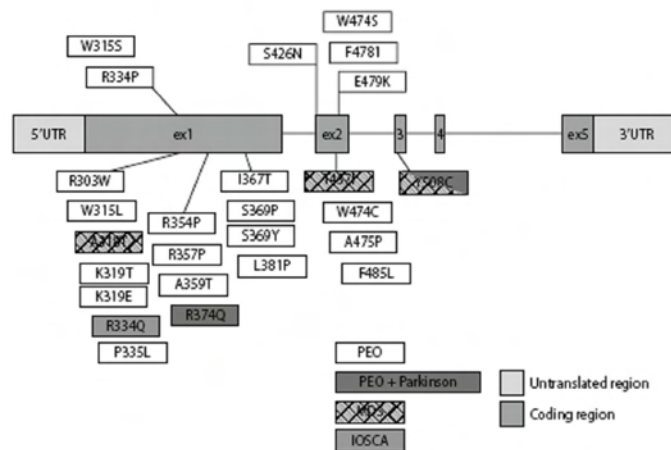 W315S
R334P
S426N
W474S
F4781
E479K
5'UTR
ex1
ex2
3
4
ex5
3'UTR
R303W
W315L
K319T
K319E
R334Q
P335L
R354P
R357P
A359T
R374Q
I367T
S369P
S369Y
L381P
W474C
A475P
F485L
PEO
PEO + Parkinson
MDS
IOSCA
Untranslated region
Coding region